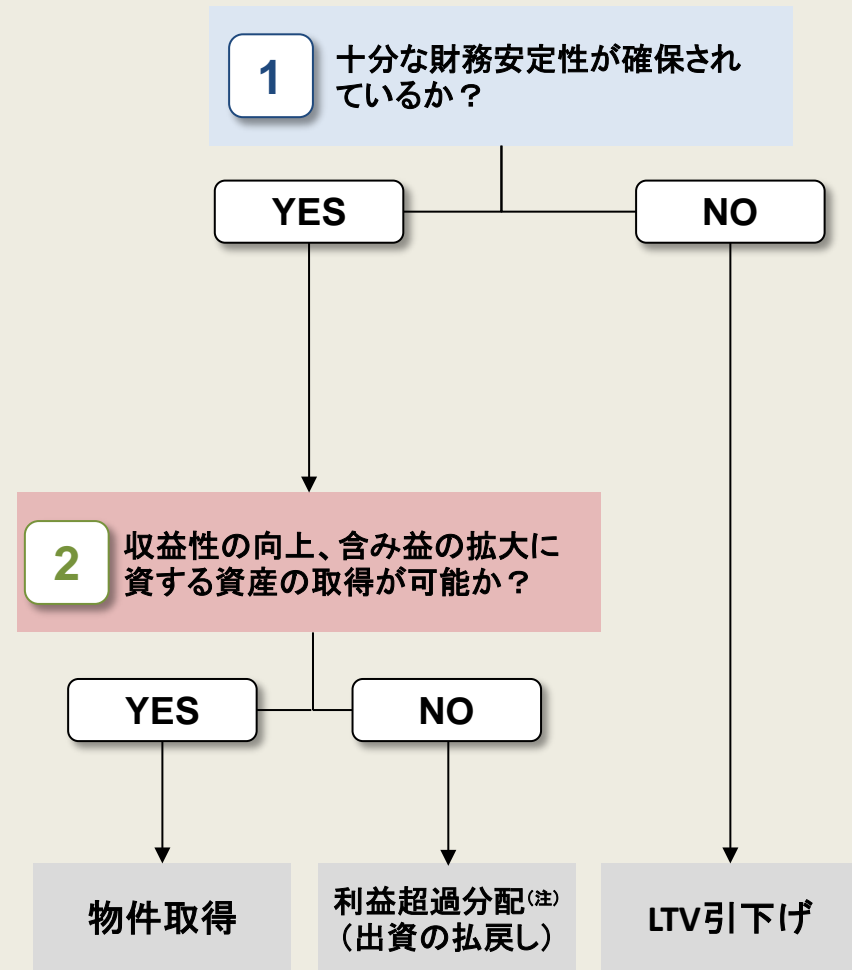 1
十分な財務安定性が確保され
ているか？
YES
NO
2
収益性の向上、含み益の拡大に
資する資産の取得が可能か？
YES
NO
物件取得
利益超過分配(注)
（出資の払戻し）
LTV引下げ